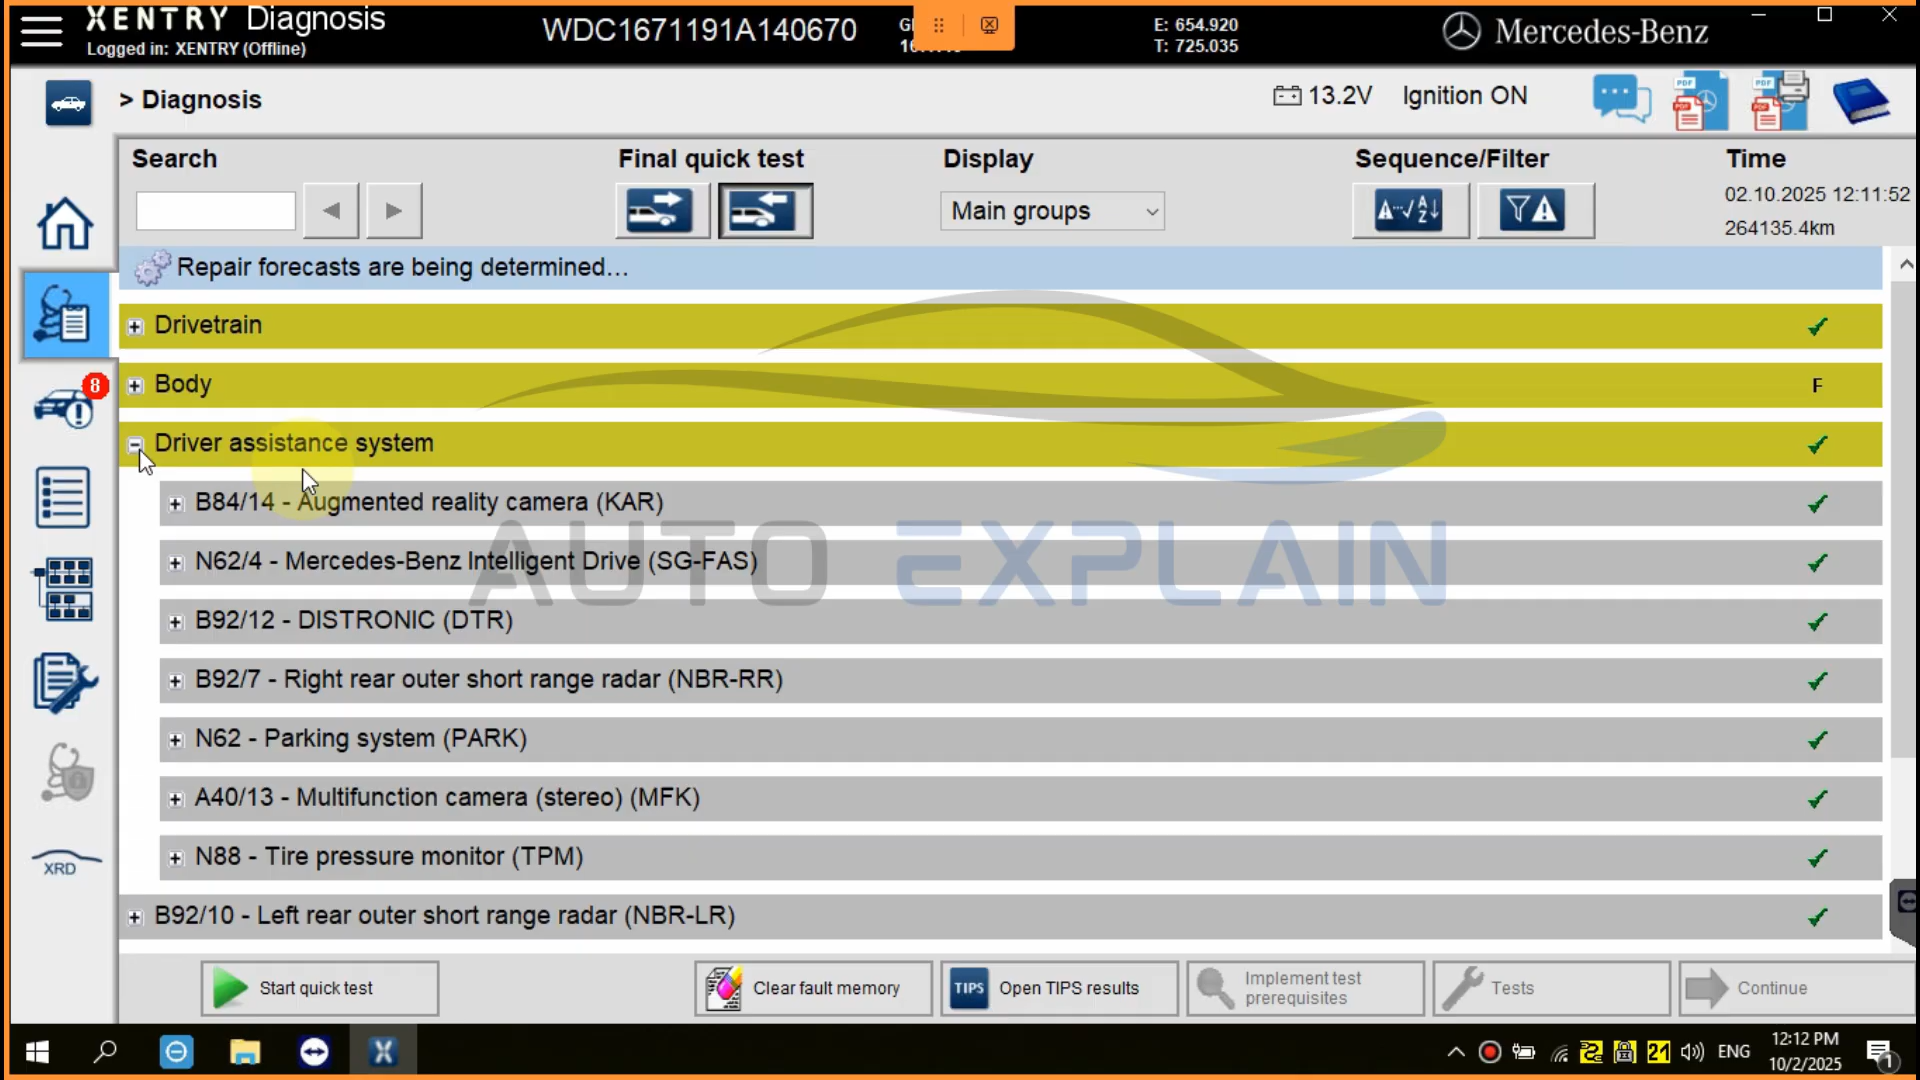 XENTRY Diagnosis
Logged in: XENTRY (Offline)
WDC1671191A140670
E: 654.920
T: 725.035
Mercedes-Benz
> Diagnosis
13.2V
Ignition ON
Search
Final quick test
Display
Sequence/Filter
Time
Main groups
02.10.2025 12:11:52
264135.4km
Repair forecasts are being determined...
Drivetrain
8
Body
F
Driver assistance system
B84/14 - Augmented reality camera (KAR)
N62/4 - Mercedes-Benz Intelligent Drive (SG-FAS)
AUTO EXPLAIN
B92/12 - DISTRONIC (DTR)
B92/7 - Right rear outer short range radar (NBR-RR)
N62 - Parking system (PARK)
A40/13 - Multifunction camera (stereo) (MFK)
N88 - Tire pressure monitor (TPM)
XRD
B92/10 - Left rear outer short range radar (NBR-LR)
Start quick test
Clear fault memory
TIPS
Open TIPS results
Implement test
prerequisites
Tests
Continue
21
ENG
12:12 PM
10/2/2025
1